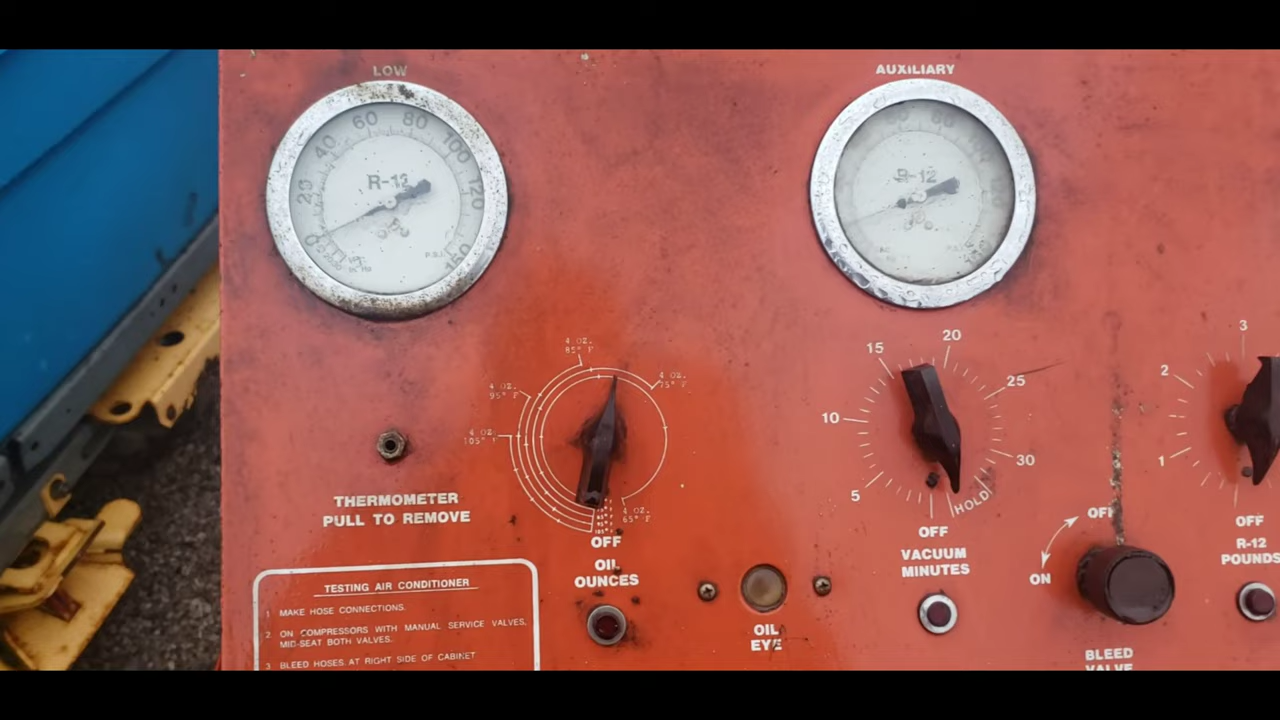 LOW
AUXILIARY
20
40
60
80
100
120
150
R-12
P.S.I.
R-12
80
15
20
25
30
10
5
HOLD
OFF
VACUUM
MINUTES
3
2
1
OFF
R-12
POUNDS
4 OZ.
85° F
4 OZ.
75° F
4 OZ.
95° F
4 OZ.
105° F
4 OZ.
65° F
OFF
OIL
OUNCES
THERMOMETER
PULL TO REMOVE
OFF
ON
BLEED
VALVE
OIL
EYE
TESTING AIR CONDITIONER
1 MAKE HOSE CONNECTIONS.
2 ON COMPRESSORS WITH MANUAL SERVICE VALVES,
MID-SEAT BOTH VALVES.
3 BLEED HOSES AT RIGHT SIDE OF CABINET